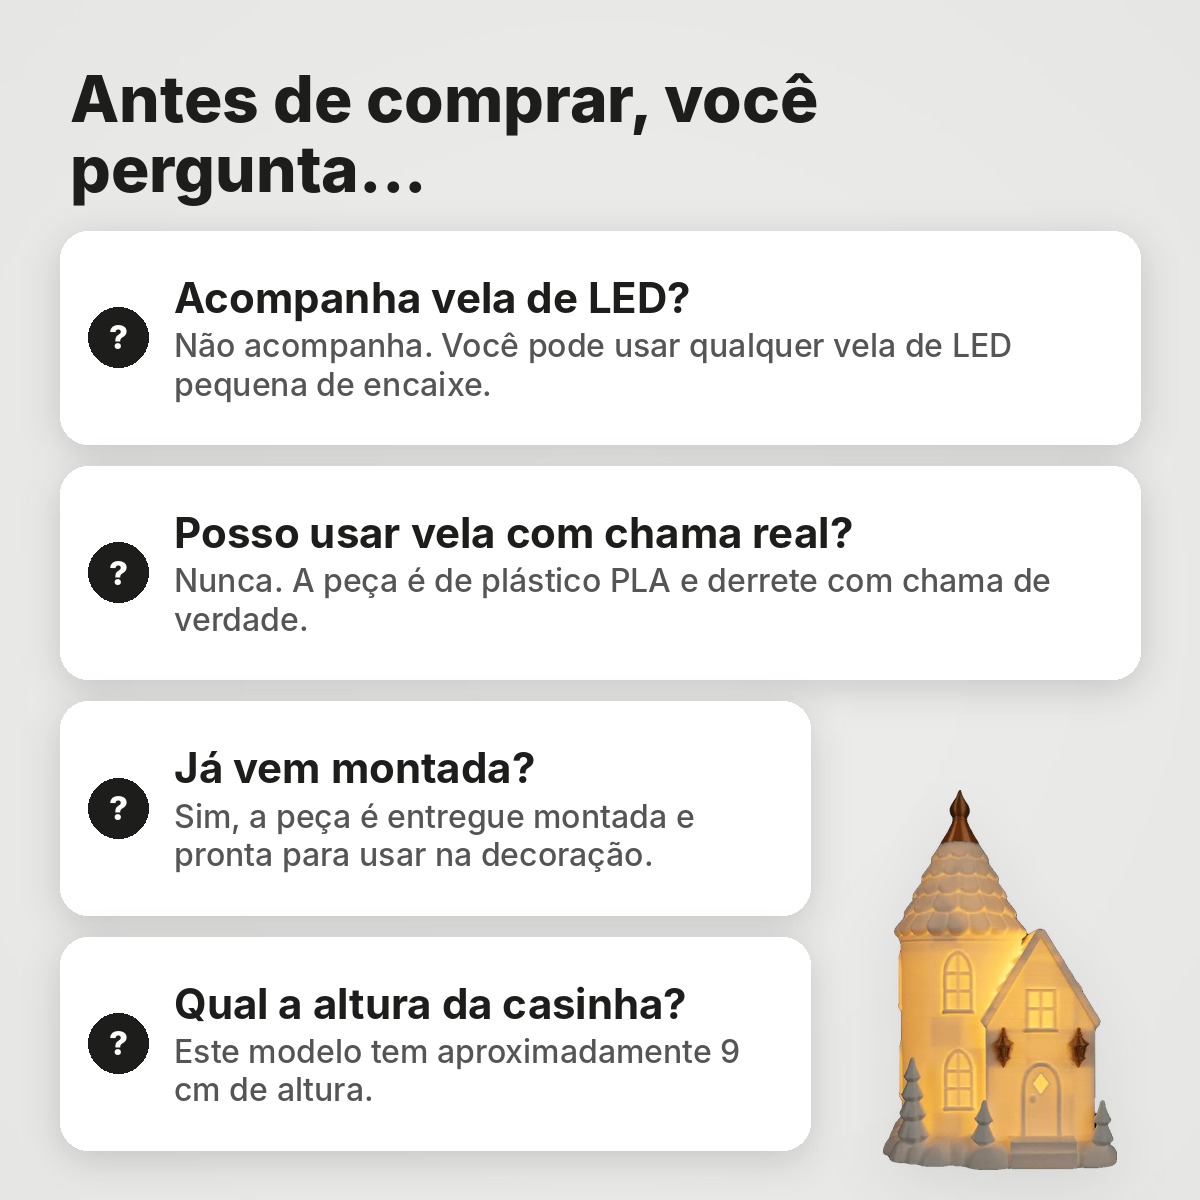 Antes de comprar, você
pergunta...
?
Acompanha vela de LED?
Não acompanha. Você pode usar qualquer vela de LED
pequena de encaixe.
?
Posso usar vela com chama real?
Nunca. A peça é de plástico PLA e derrete com chama de
verdade.
?
Já vem montada?
Sim, a peça é entregue montada e
pronta para usar na decoração.
?
Qual a altura da casinha?
Este modelo tem aproximadamente 9
cm de altura.